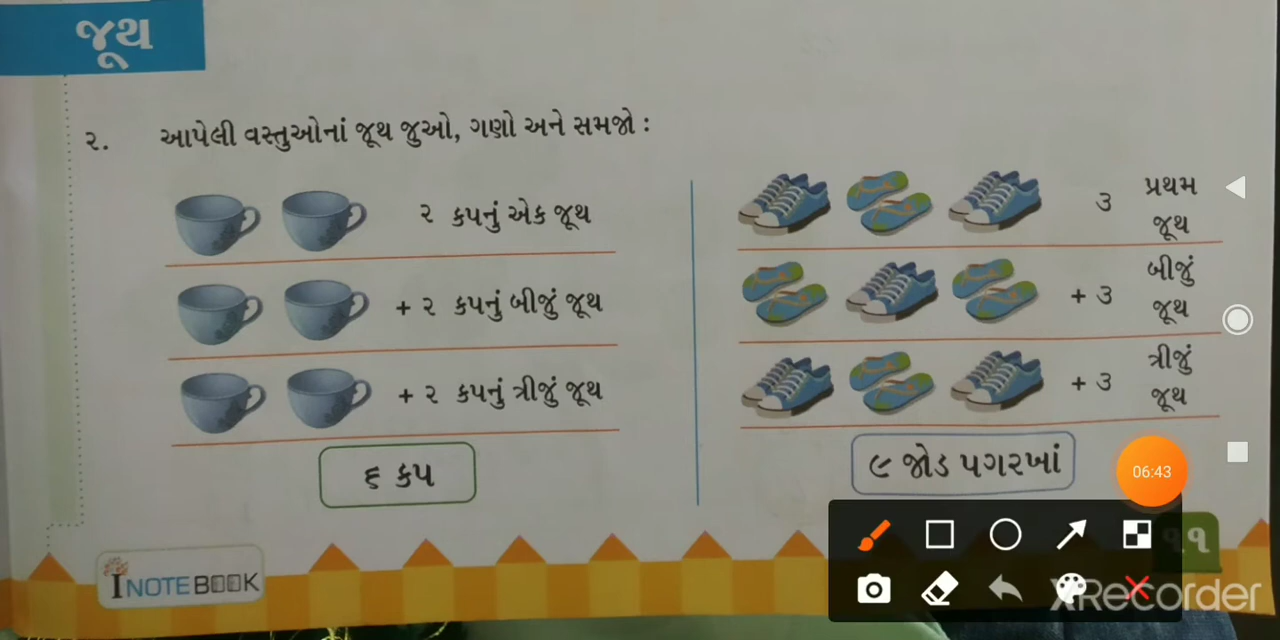 જૂથ
૨. આપેલી વસ્તુઓનાં જૂથ જુઓ, ગણો અને સમજો :
૨ કપનું એક જૂથ
+ ૨ કપનું બીજું જૂથ
+ ૨ કપનું ત્રીજું જૂથ
૬ કપ
૩ પ્રથમ જૂથ
+ ૩ બીજું જૂથ
+ ૩ ત્રીજું જૂથ
૯ જોડ પગરખાં
06:43
૧૧
INOTEBOOK
XRecorder